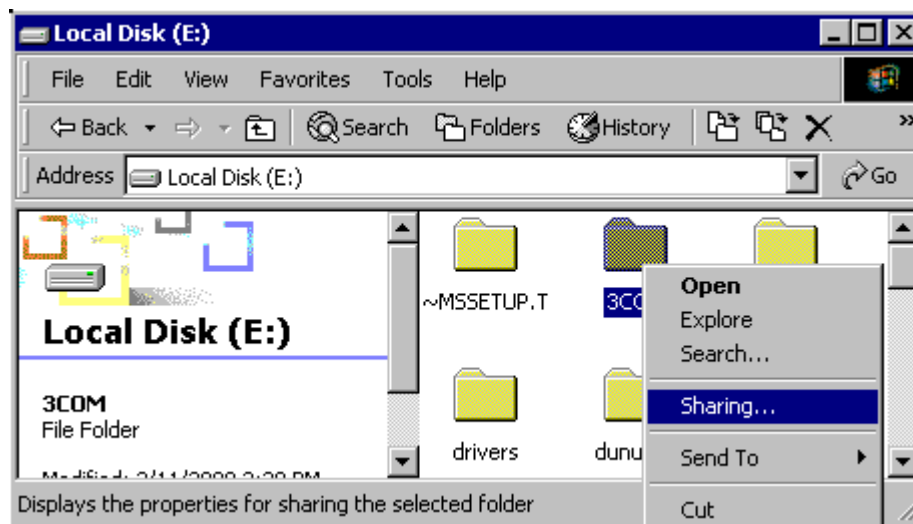 Local Disk (E:)
File Edit View Favorites Tools Help
Back Search Folders History »
Address Local Disk (E:) Go
~MSSETUP.T 3CO
Open
Explore
Search...
Sharing...
Send To
Cut
Local Disk (E:)
3COM
File Folder
Modified:
drivers dunu
Displays the properties for sharing the selected folder